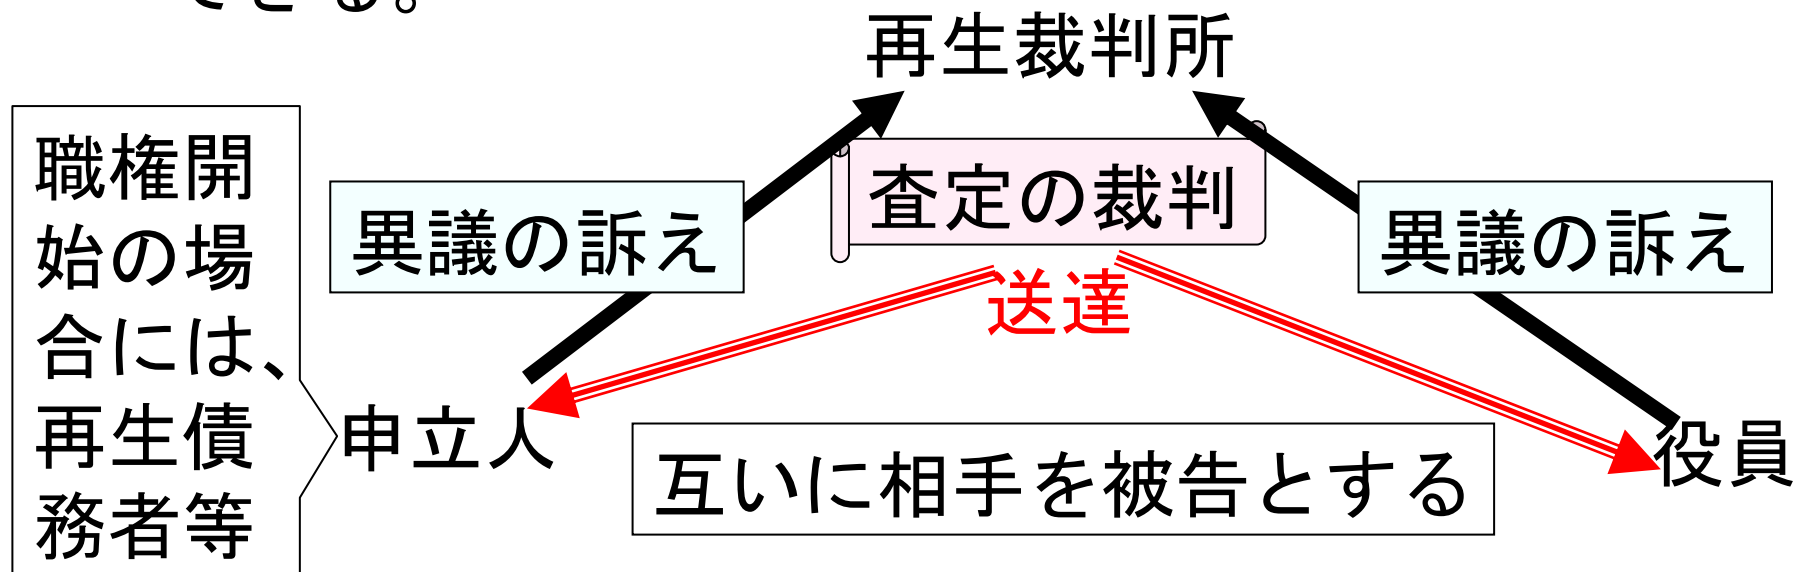 できる。
再生裁判所
職権開
始の場
合には、
再生債
務者等
異議の訴え
査定の裁判
異議の訴え
送達
申立人
互いに相手を被告とする
役員